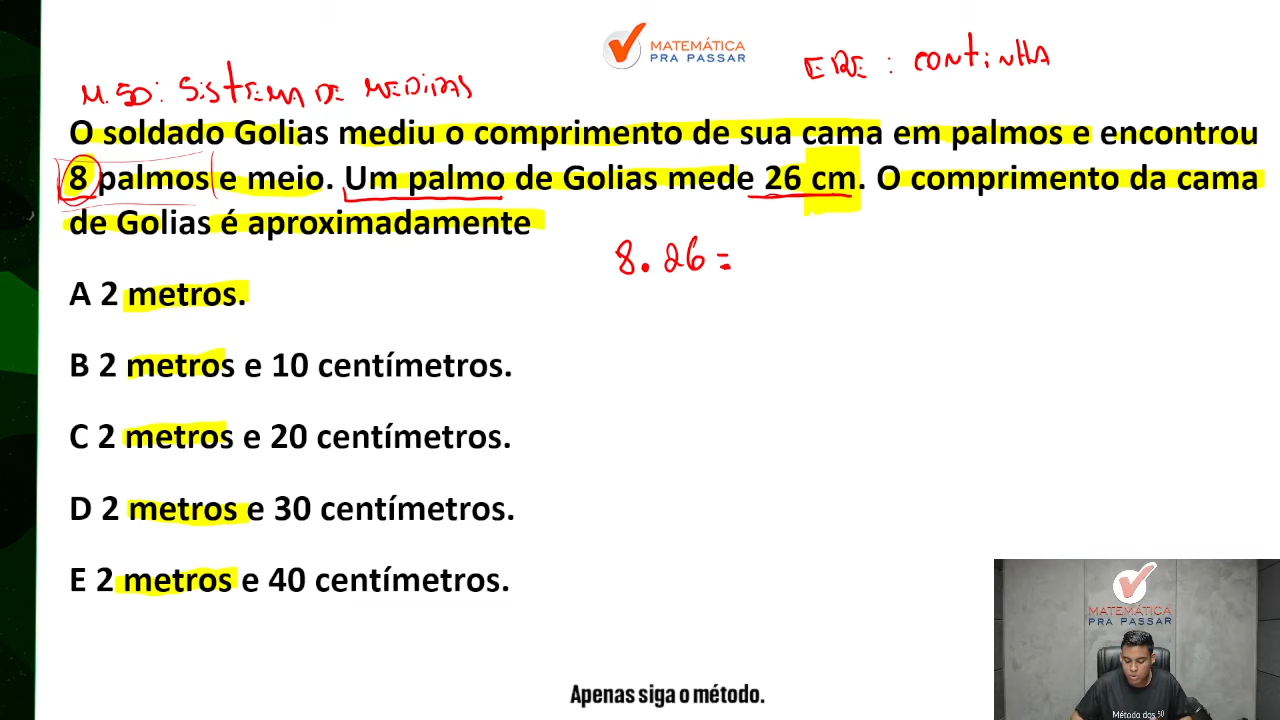 MATEMÁTICA
PRA PASSAR
M.50: SISTEMA DE MEDIDAS
: CONTINHA
O soldado Golias mediu o comprimento de sua cama em palmos e encontrou
8 palmos e meio. Um palmo de Golias mede 26 cm. O comprimento da cama
de Golias é aproximadamente
8.26=
A 2 metros.
B 2 metros e 10 centímetros.
C 2 metros e 20 centímetros.
D 2 metros e 30 centímetros.
E 2 metros e 40 centímetros.
MATEMÁTICA
PRA PASSAR
Método dos 50
Apenas siga o método.